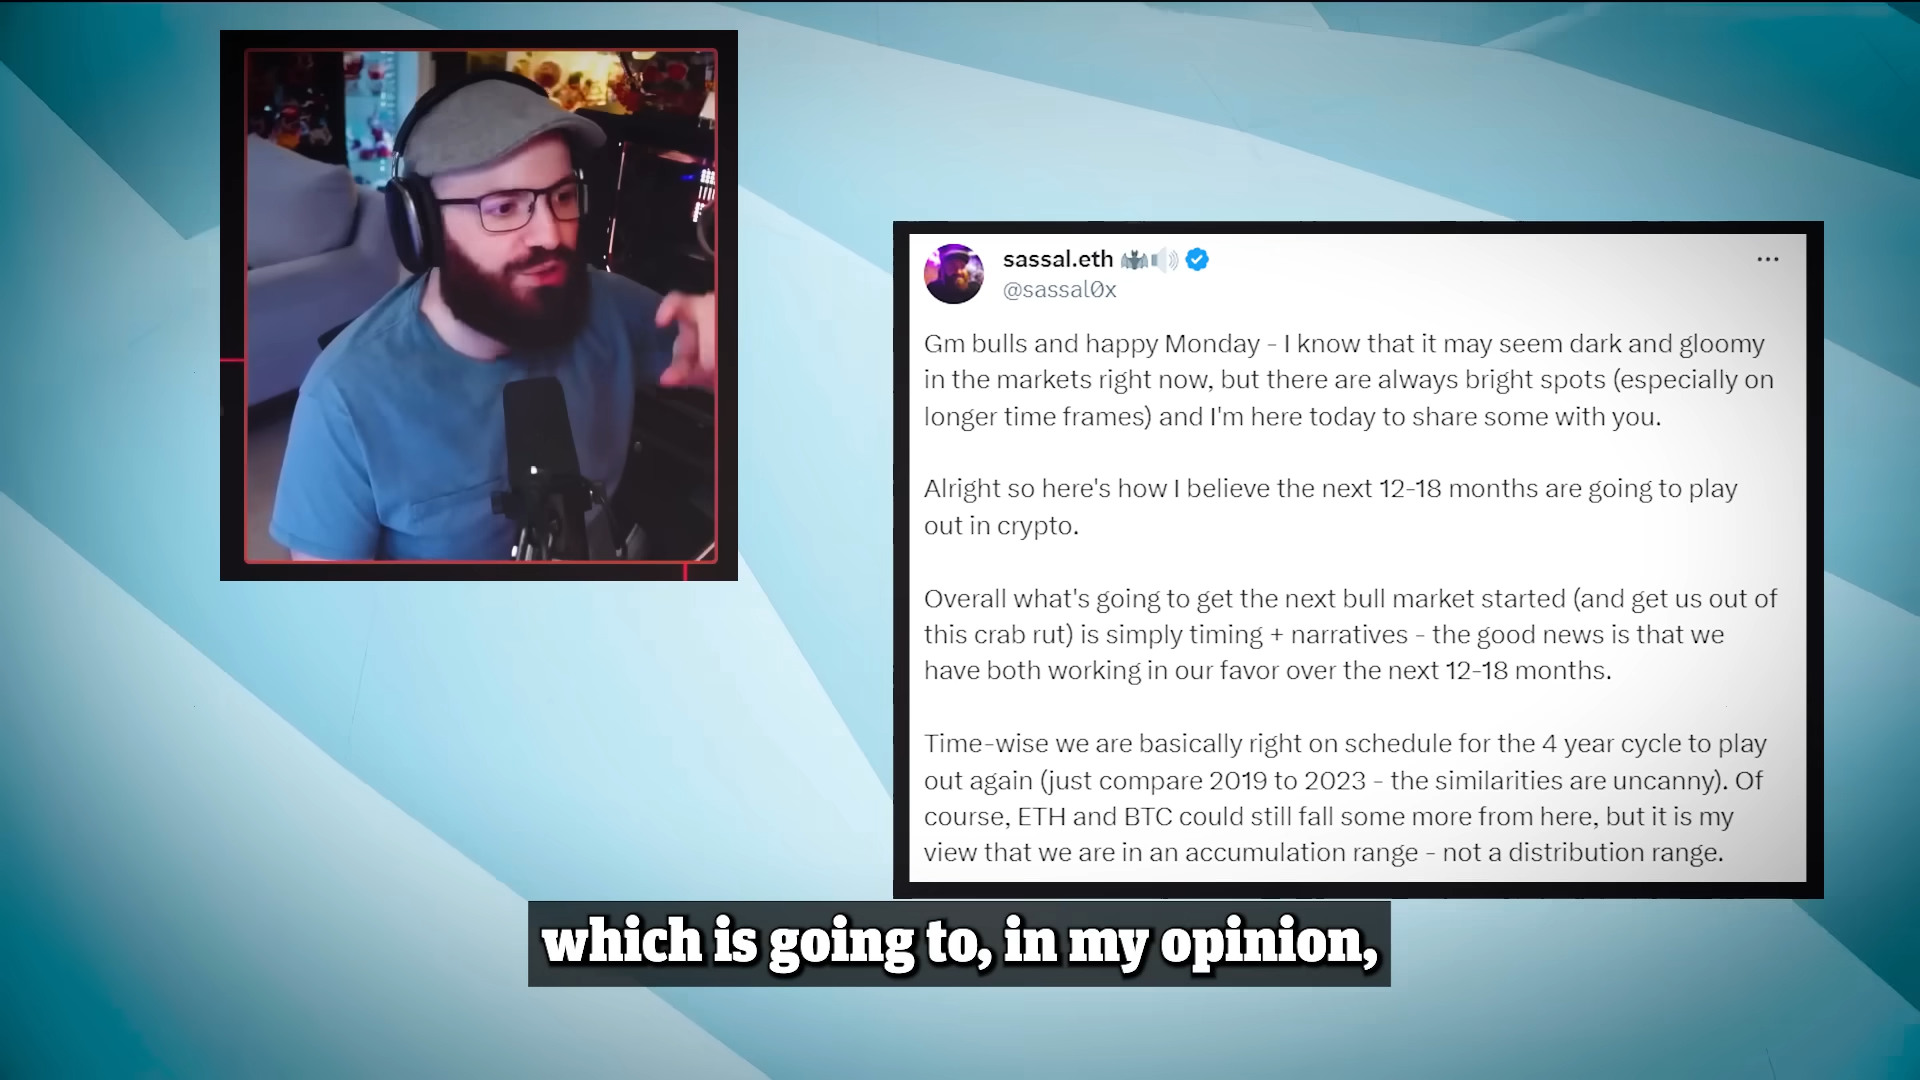 sassal.eth 🦇🔊
@sassal0x
Gm bulls and happy Monday - I know that it may seem dark and gloomy
in the markets right now, but there are always bright spots (especially on
longer time frames) and I'm here today to share some with you.
Alright so here's how I believe the next 12-18 months are going to play
out in crypto.
Overall what's going to get the next bull market started (and get us out of
this crab rut) is simply timing + narratives - the good news is that we
have both working in our favor over the next 12-18 months.
Time-wise we are basically right on schedule for the 4 year cycle to play
out again (just compare 2019 to 2023 - the similarities are uncanny). Of
course, ETH and BTC could still fall some more from here, but it is my
view that we are in an accumulation range - not a distribution range.
which is going to, in my opinion,